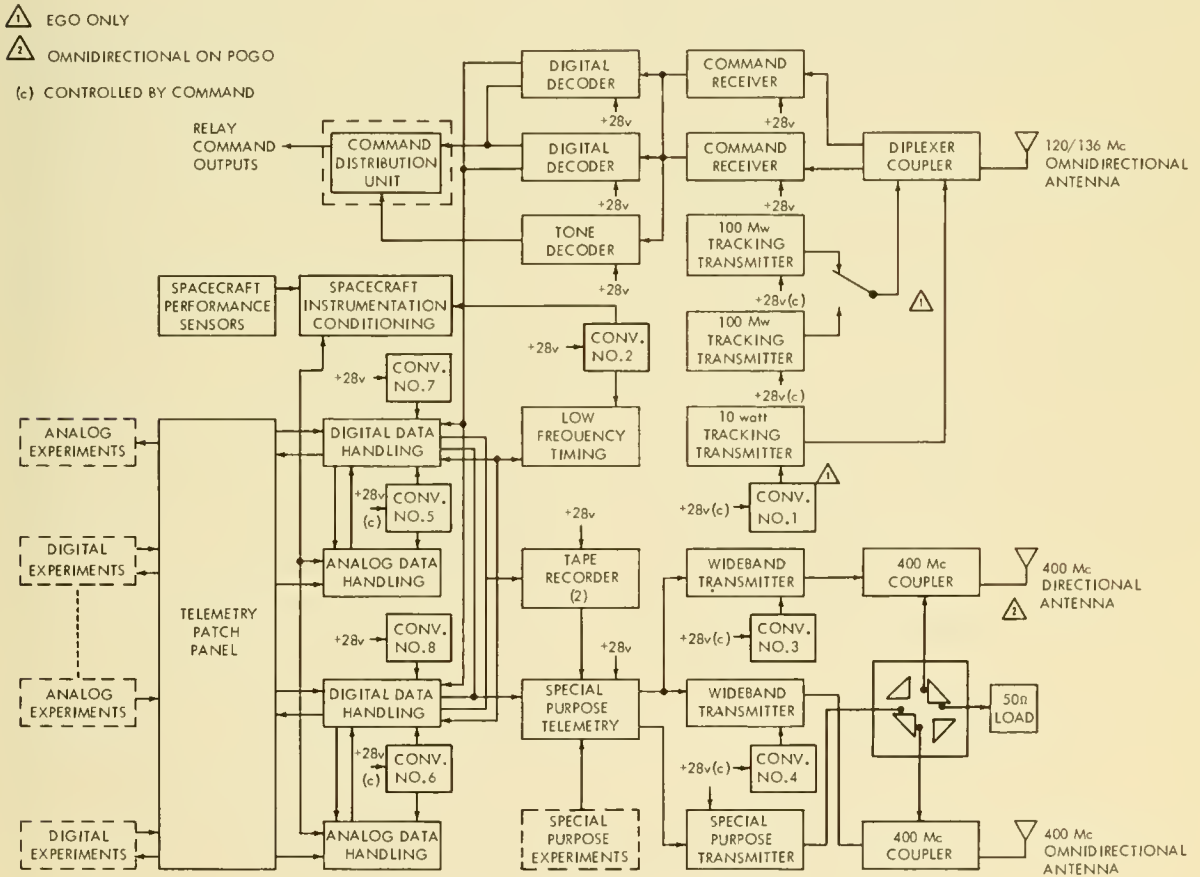 1 EGO ONLY
2 OMNIDIRECTIONAL ON POGO
(c) CONTROLLED BY COMMAND
RELAY
COMMAND
OUTPUTS
COMMAND
DISTRIBUTION
UNIT
DIGITAL
DECODER
+28v
COMMAND
RECEIVER
+28v
DIGITAL
DECODER
+28v
COMMAND
RECEIVER
+28v
DIPLEXER
COUPLER
120/136 Mc
OMNIDIRECTIONAL
ANTENNA
TONE
DECODER
+28v
100 Mw
TRACKING
TRANSMITTER
+28v(c)
1
100 Mw
TRACKING
TRANSMITTER
+28v(c)
SPACECRAFT
PERFORMANCE
SENSORS
SPACECRAFT
INSTRUMENTATION
CONDITIONING
+28v
CONV.
NO.2
+28v
CONV.
NO.7
LOW
FREQUENCY
TIMING
10 watt
TRACKING
TRANSMITTER
1
+28v(c)
CONV.
NO.1
ANALOG
EXPERIMENTS
DIGITAL
EXPERIMENTS
ANALOG
EXPERIMENTS
DIGITAL
EXPERIMENTS
TELEMETRY
PATCH
PANEL
DIGITAL DATA
HANDLING
+28v
(c)
CONV.
NO.5
ANALOG DATA
HANDLING
+28v
CONV.
NO.8
DIGITAL DATA
HANDLING
+28v
(c)
CONV.
NO.6
ANALOG DATA
HANDLING
+28v
TAPE
RECORDER
(2)
+28v
SPECIAL
PURPOSE
TELEMETRY
SPECIAL
PURPOSE
EXPERIMENTS
WIDEBAND
TRANSMITTER
+28v(c)
CONV.
NO.3
WIDEBAND
TRANSMITTER
+28v(c)
CONV.
NO.4
SPECIAL
PURPOSE
TRANSMITTER
400 Mc
COUPLER
400 Mc
DIRECTIONAL
ANTENNA
2
50Ω
LOAD
400 Mc
COUPLER
400 Mc
OMNIDIRECTIONAL
ANTENNA